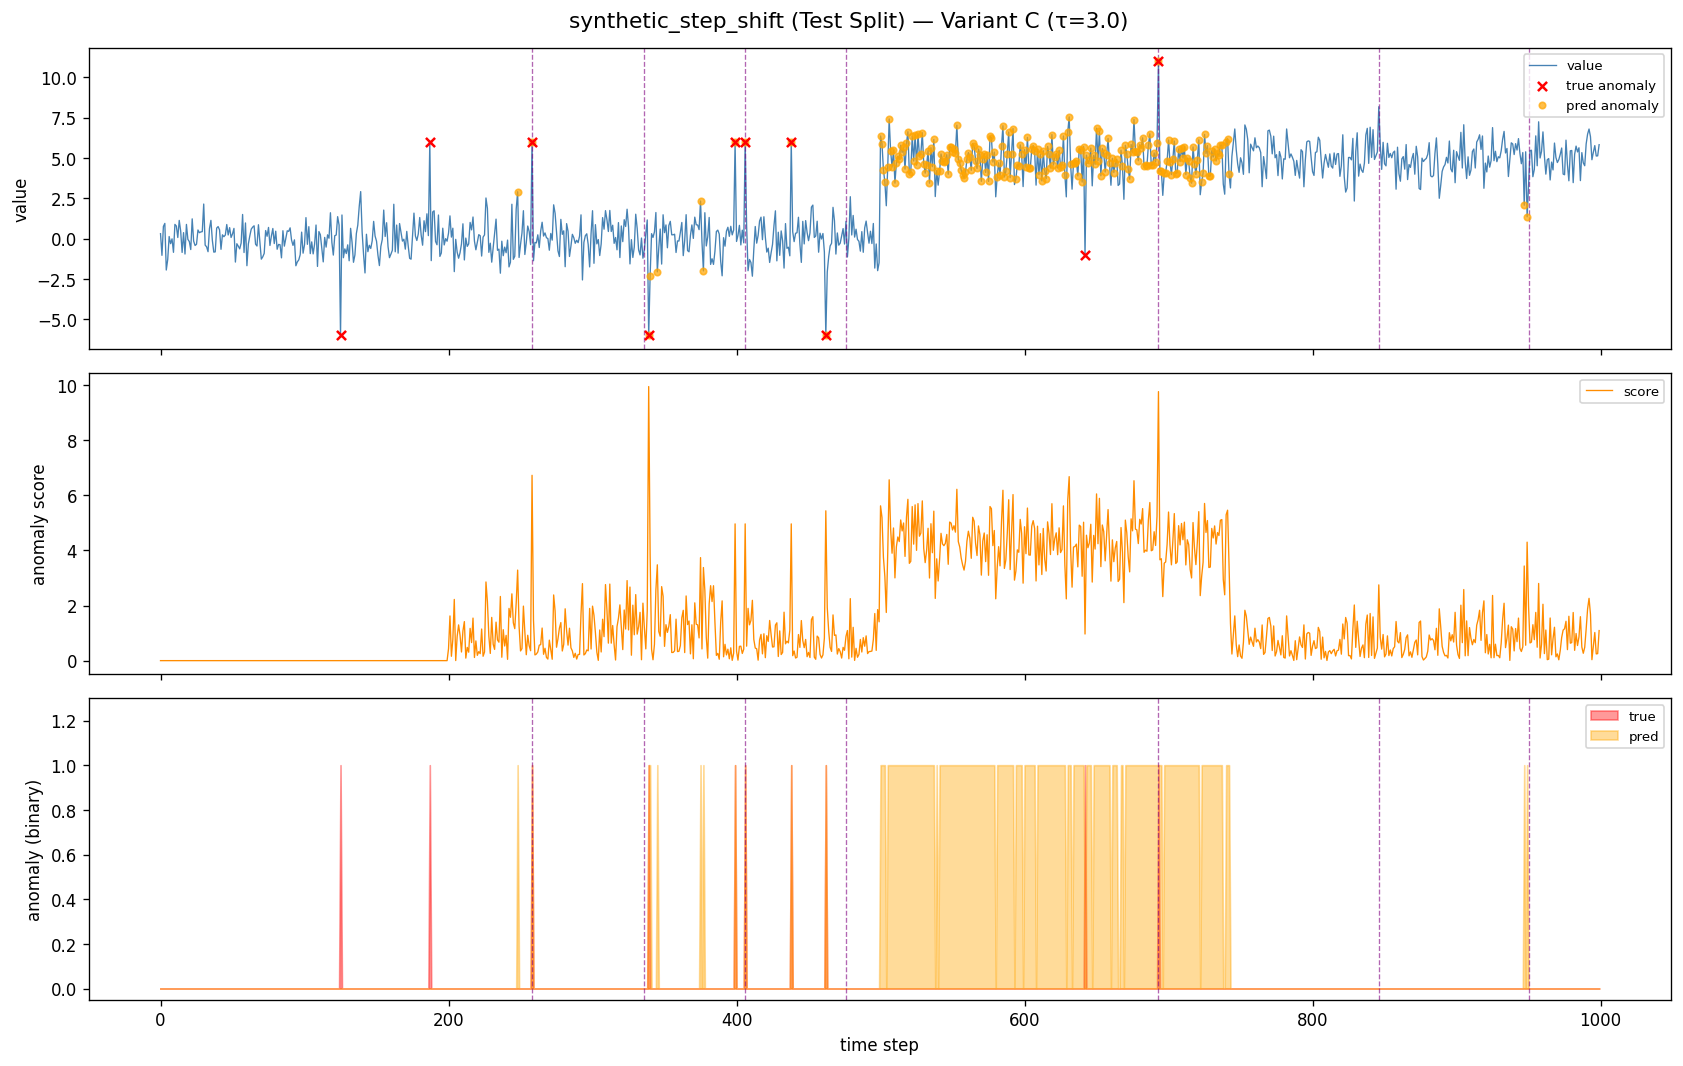 synthetic_step_shift (Test Split) — Variant C (τ=3.0)
10.0
7.5
5.0
2.5
0.0
−2.5
−5.0
value
value
true anomaly
pred anomaly
10
8
6
4
2
0
anomaly score
score
1.2
1.0
0.8
0.6
0.4
0.2
0.0
anomaly (binary)
true
pred
0
200
400
600
800
1000
time step